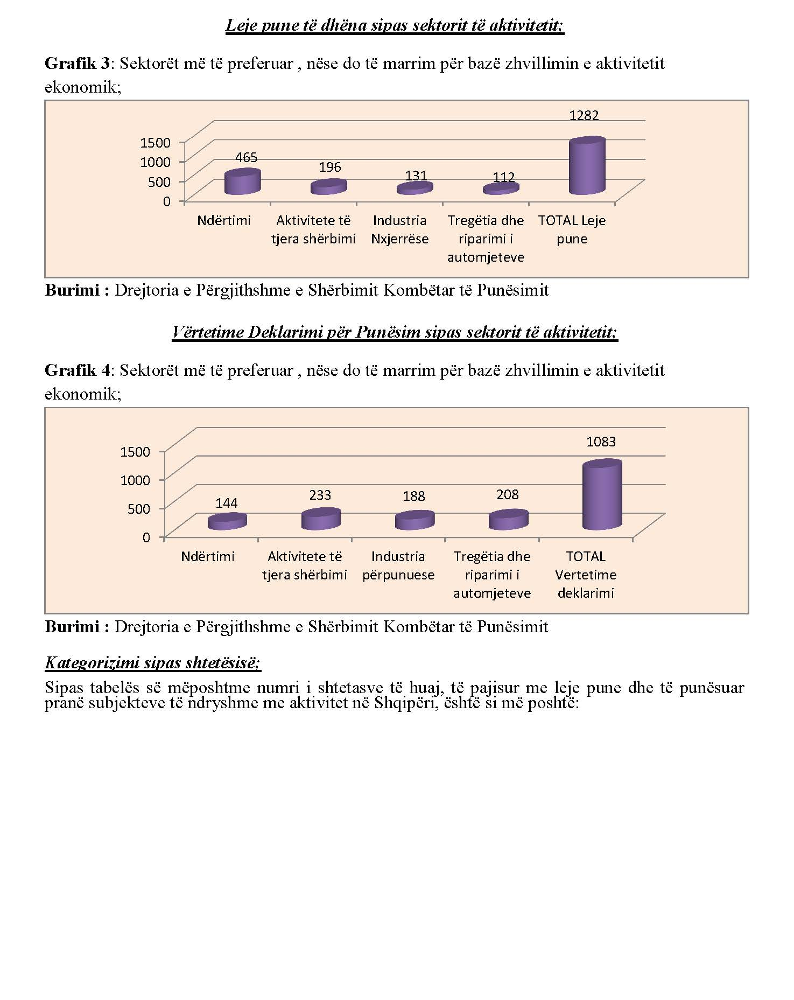 Leje pune të dhëna sipas sektorit të aktivitetit;
Grafik 3: Sektorët më të preferuar , nëse do të marrim për bazë zhvillimin e aktivitetit
ekonomik;
1282
1500
1000
500
0
465
196
131
112
Ndërtimi
Aktivitete të
tjera shërbimi
Industria
Nxjerrëse
Tregëtia dhe
riparimi i
automjeteve
TOTAL Leje
pune
Burimi : Drejtoria e Përgjithshme e Shërbimit Kombëtar të Punësimit
Vërtetime Deklarimi për Punësim sipas sektorit të aktivitetit;
Grafik 4: Sektorët më të preferuar , nëse do të marrim për bazë zhvillimin e aktivitetit
ekonomik;
1500
1000
500
0
144
233
188
208
1083
Ndërtimi
Aktivitete të
tjera shërbimi
Industria
përpunuese
Tregëtia dhe
riparimi i
automjeteve
TOTAL
Vertetime
deklarimi
Burimi : Drejtoria e Përgjithshme e Shërbimit Kombëtar të Punësimit
Kategorizimi sipas shtetësisë;
Sipas tabelës së mëposhtme numri i shtetasve të huaj, të pajisur me leje pune dhe të punësuar
pranë subjekteve të ndryshme me aktivitet në Shqipëri, është si më poshtë: